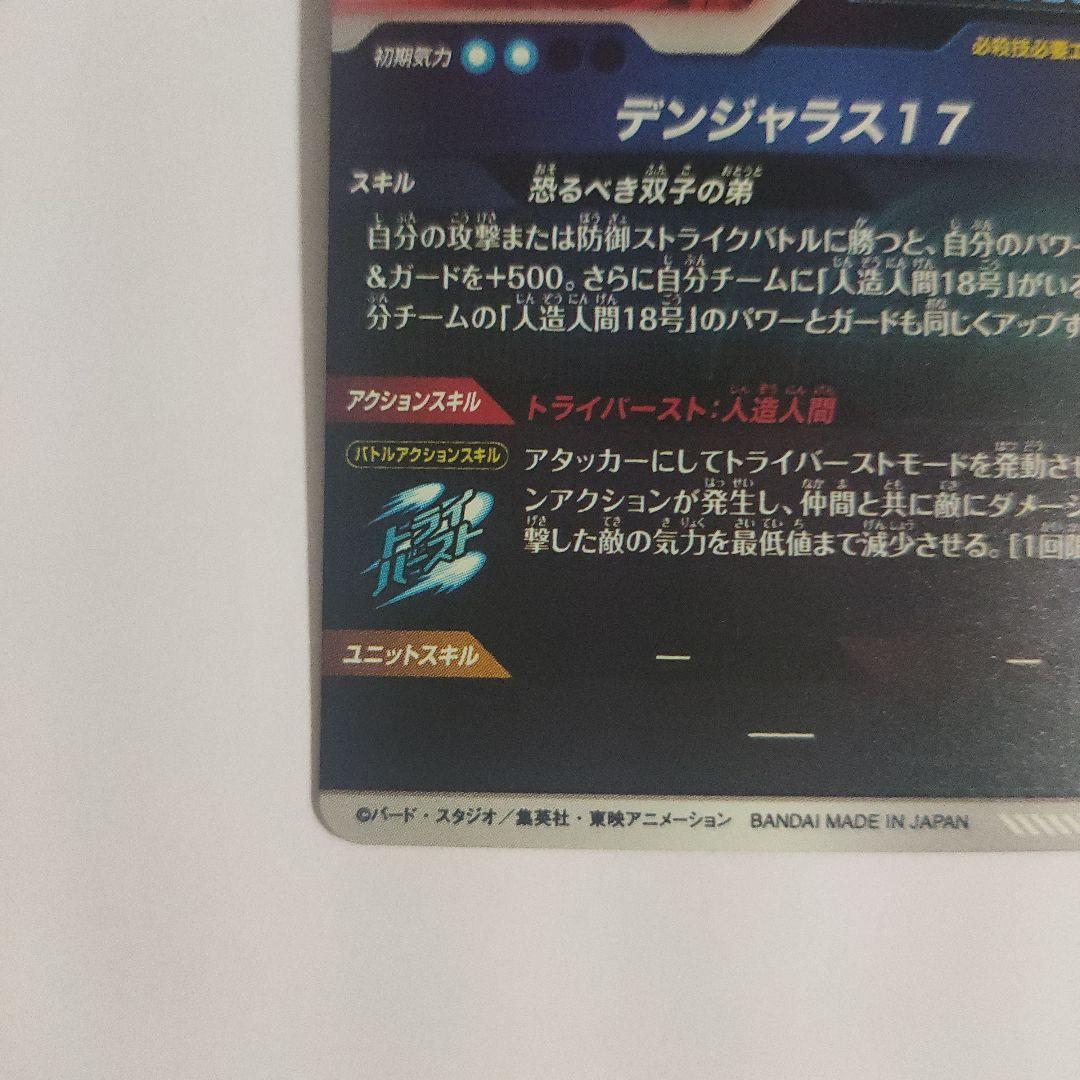 初期気力
必殺技必要エ
デンジャラス17
スキル 恐るべき双子の弟
自分の攻撃または防御ストライクバトルに勝つと、自分のパワー
&ガードを+500。さらに自分チームに「人造人間18号」がいる
分チームの「人造人間18号」のパワーとガードも同じくアップす
アクションスキル トライバースト:人造人間
バトルアクションスキル
アタッカーにしてトライバーストモードを発動させ
ンアクションが発生し、仲間と共に敵にダメージ
撃した敵の気力を最低値まで減少させる。[1回限
トライ
バースト
ユニットスキル ー ー
ー
©バード・スタジオ/集英社・東映アニメーション BANDAI MADE IN JAPAN